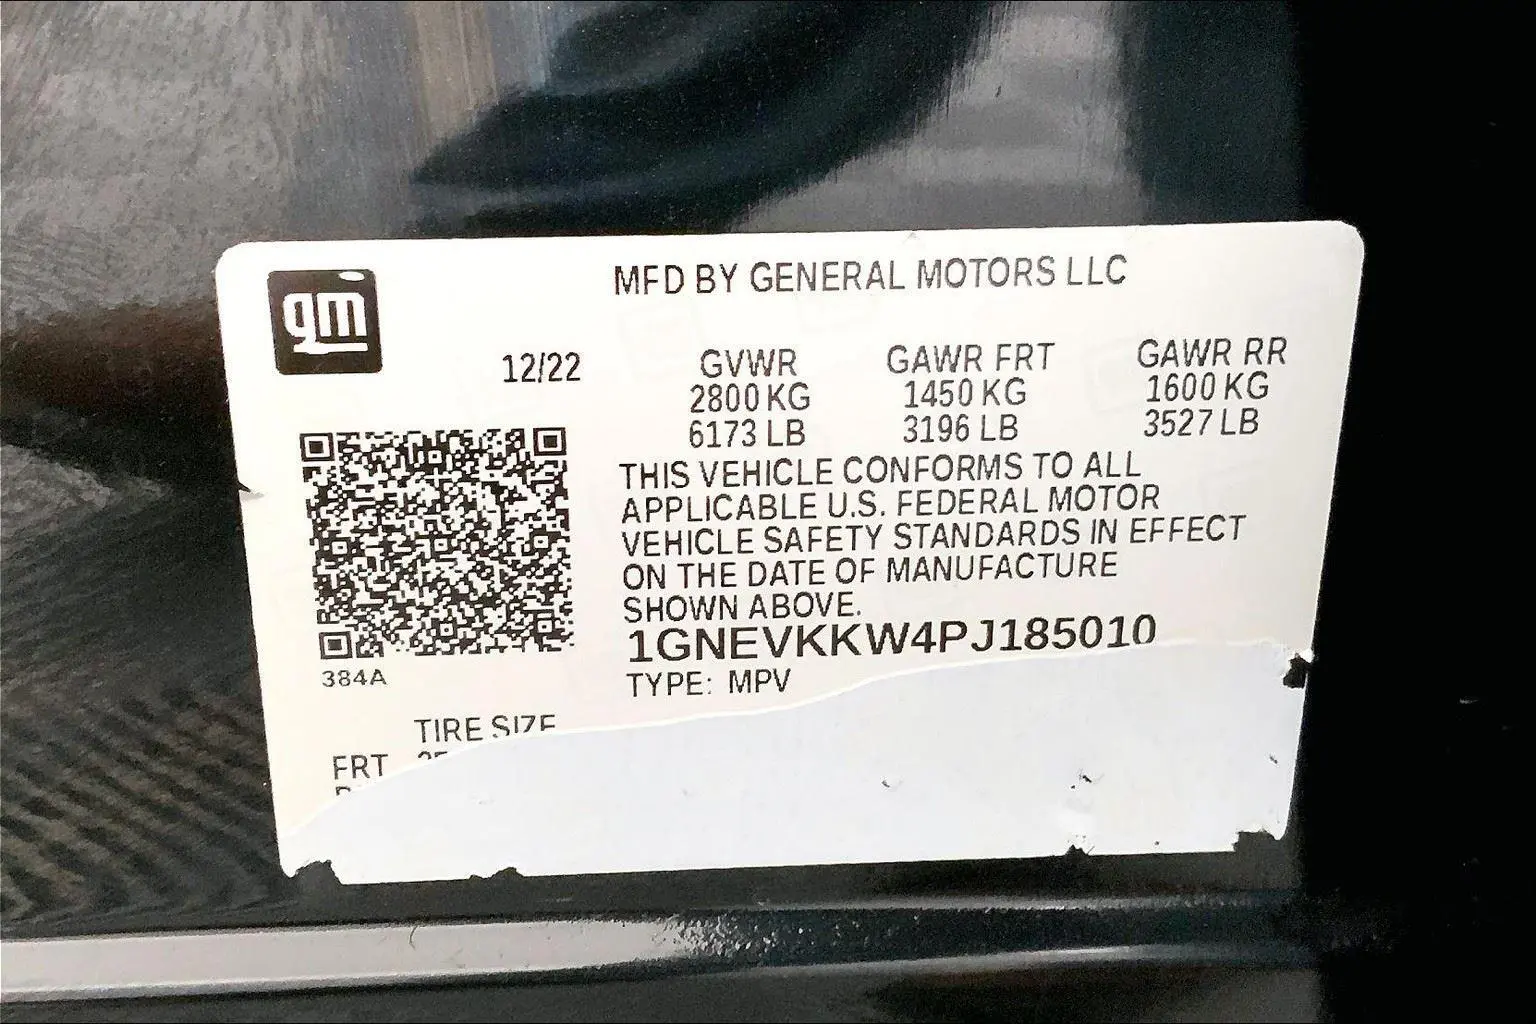 gm
MFD BY GENERAL MOTORS LLC
12/22
GVWR GAWR FRT GAWR RR
2800 KG 1450 KG 1600 KG
6173 LB 3196 LB 3527 LB
THIS VEHICLE CONFORMS TO ALL
APPLICABLE U.S. FEDERAL MOTOR
VEHICLE SAFETY STANDARDS IN EFFECT
ON THE DATE OF MANUFACTURE
SHOWN ABOVE.
1GNEVKKW4PJ185010
384A
TYPE: MPV
TIRE SIZE
FRT